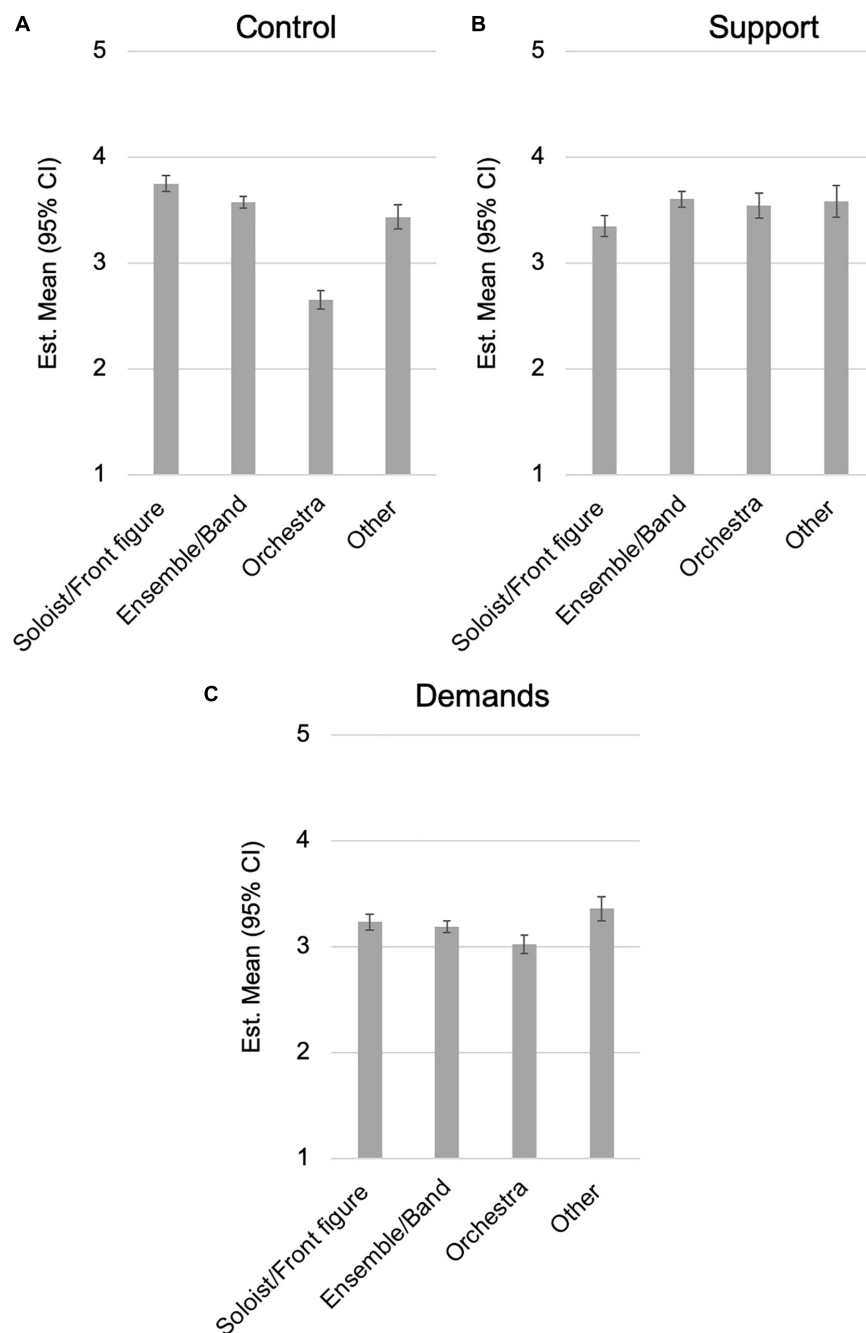 A
Control
5
4
3
2
1
Est. Mean (95% CI)
Soloist/Front figure
Ensemble/Band
Orchestra
Other
B
Support
5
4
3
2
1
Est. Mean (95% CI)
Soloist/Front figure
Ensemble/Band
Orchestra
Other
C
Demands
5
4
3
2
1
Est. Mean (95% CI)
Soloist/Front figure
Ensemble/Band
Orchestra
Other